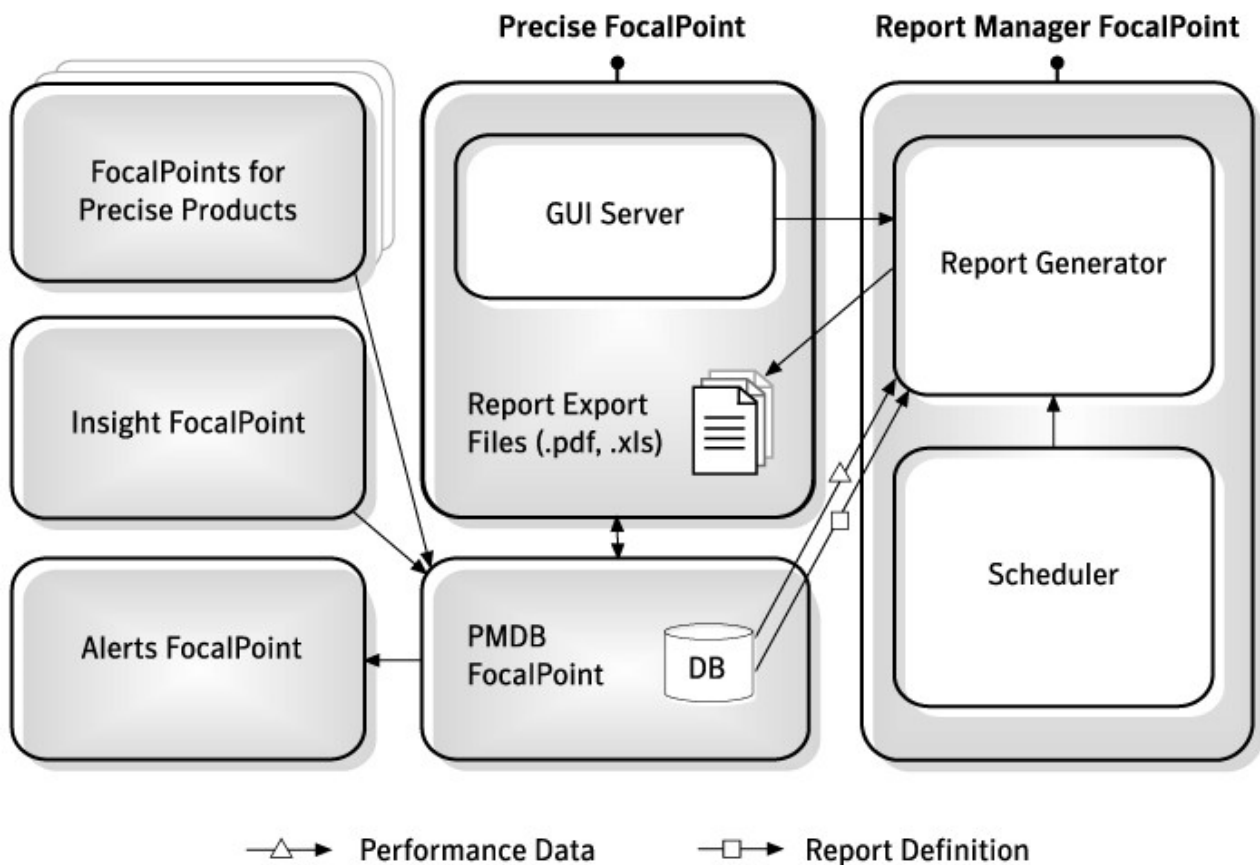 Precise FocalPoint
Report Manager FocalPoint
FocalPoints for
Precise Products
GUI Server
Report Generator
Insight FocalPoint
Report Export
Files (.pdf, .xls)
Scheduler
Alerts FocalPoint
PMDB
FocalPoint
DB
Performance Data
Report Definition